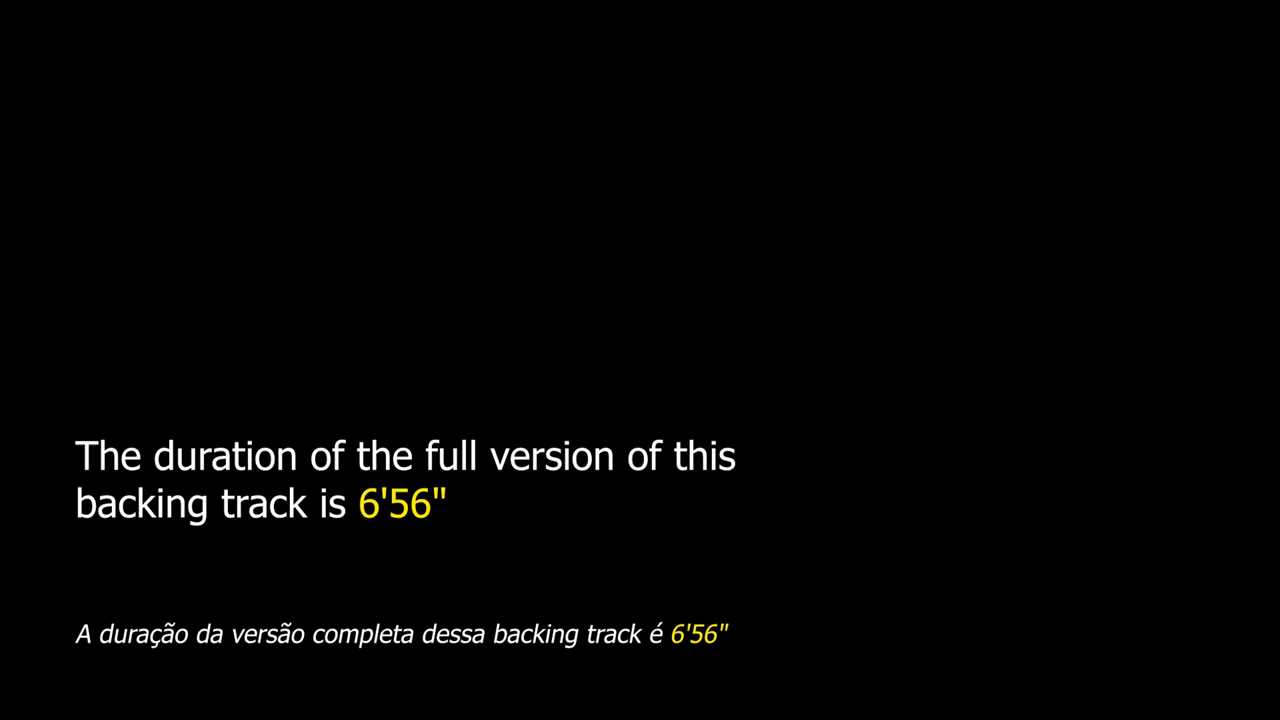 The duration of the full version of this
backing track is 6'56"
A duração da versão completa dessa backing track é 6'56"